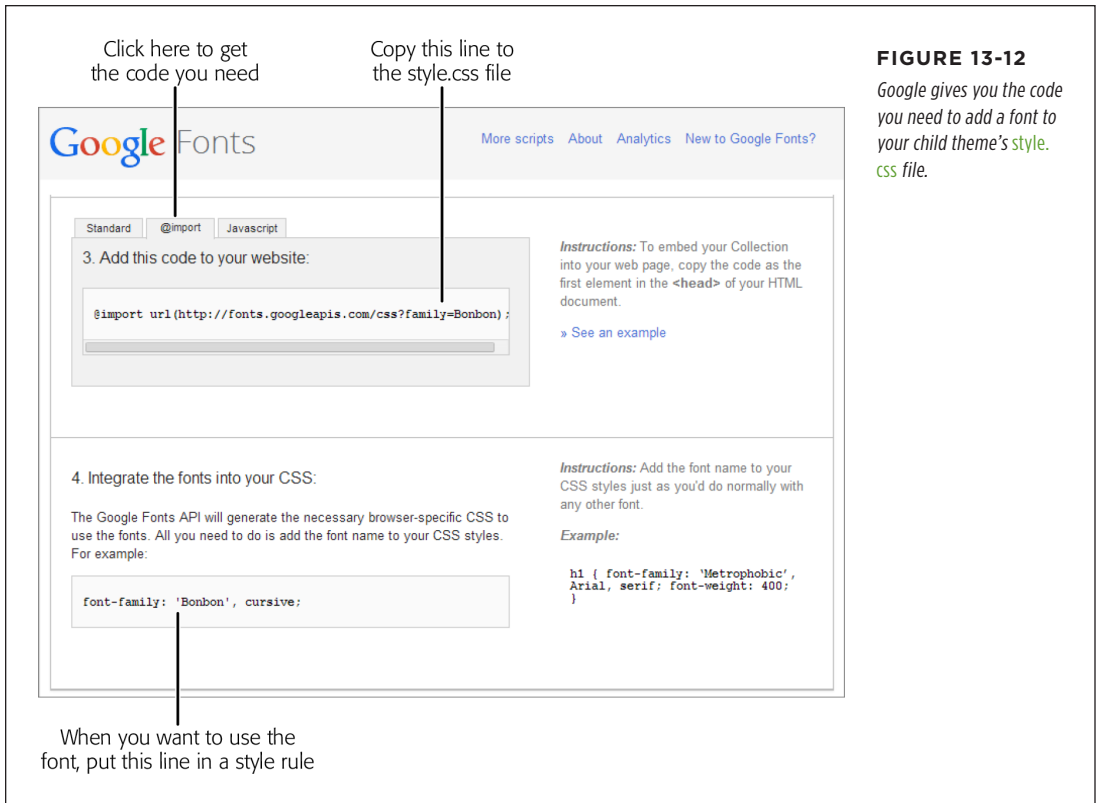 Click here to get
the code you need
Copy this line to
the style.css file
FIGURE 13-12
Google gives you the code
you need to add a font to
your child theme's style.
css file.
Google Fonts
More scripts About Analytics New to Google Fonts?
Standard @import Javascript
3. Add this code to your website:
@import url(http://fonts.googleapis.com/css?family=Bonbon);
Instructions: To embed your Collection
into your web page, copy the code as the
first element in the <head> of your HTML
document.
» See an example
4. Integrate the fonts into your CSS:
The Google Fonts API will generate the necessary browser-specific CSS to
use the fonts. All you need to do is add the font name to your CSS styles.
For example:
font-family: 'Bonbon', cursive;
Instructions: Add the font name to your
CSS styles just as you'd do normally with
any other font.
Example:
h1 { font-family: 'Metrophobic',
Arial, serif; font-weight: 400;
}
When you want to use the
font, put this line in a style rule